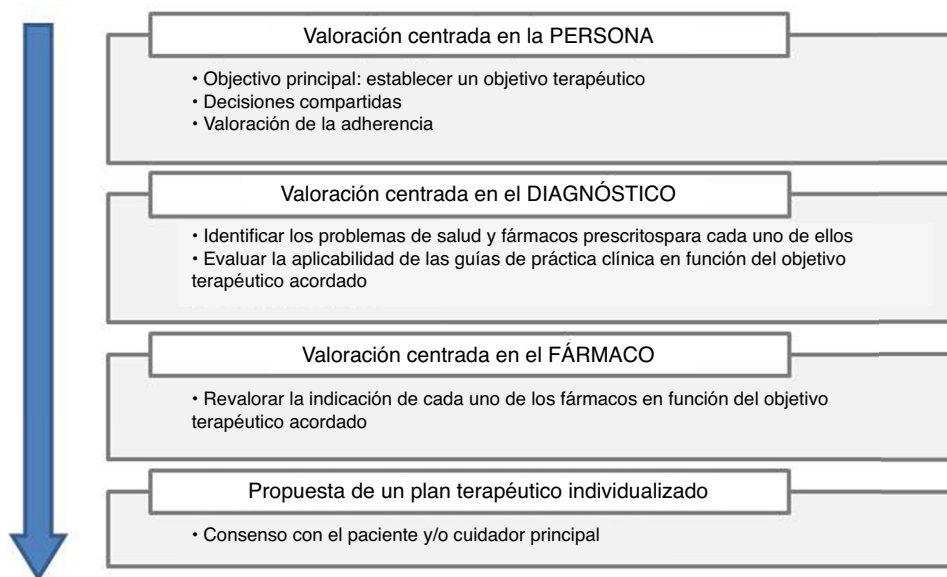 Valoración centrada en la PERSONA
• Objectivo principal: establecer un objetivo terapéutico
• Decisiones compartidas
• Valoración de la adherencia
Valoración centrada en el DIAGNÓSTICO
• Identificar los problemas de salud y fármacos prescritospara cada uno de ellos
• Evaluar la aplicabilidad de las guías de práctica clínica en función del objetivo
terapéutico acordado
Valoración centrada en el FÁRMACO
• Revalorar la indicación de cada uno de los fármacos en función del objetivo
terapéutico acordado
Propuesta de un plan terapéutico individualizado
• Consenso con el paciente y/o cuidador principal